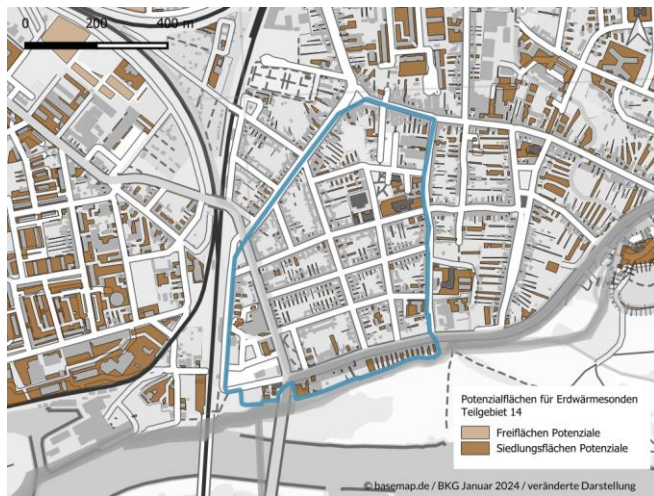 0 200 400 m
Potenzialflächen für Erdwärmesonden
Teilgebiet 14
Freiflächen Potenziale
Siedlungsflächen Potenziale
© basemap.de / BKG Januar 2024 / veränderte Darstellung